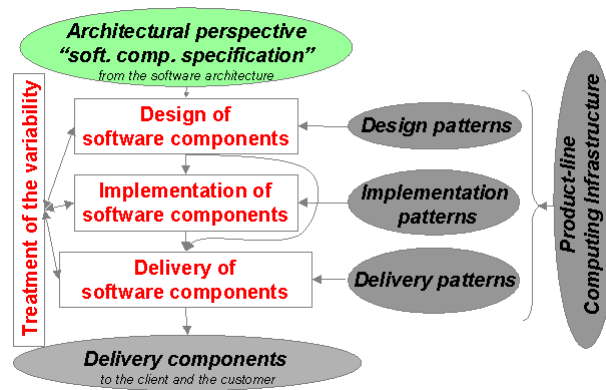 Architectural perspective
“soft. comp. specification”
from the software architecture
Treatment of the variability
Design of
software components
Design patterns
Implementation of
software components
Implementation
patterns
Delivery of
software components
Delivery patterns
Product-line
Computing Infrastructure
Delivery components
to the client and the customer